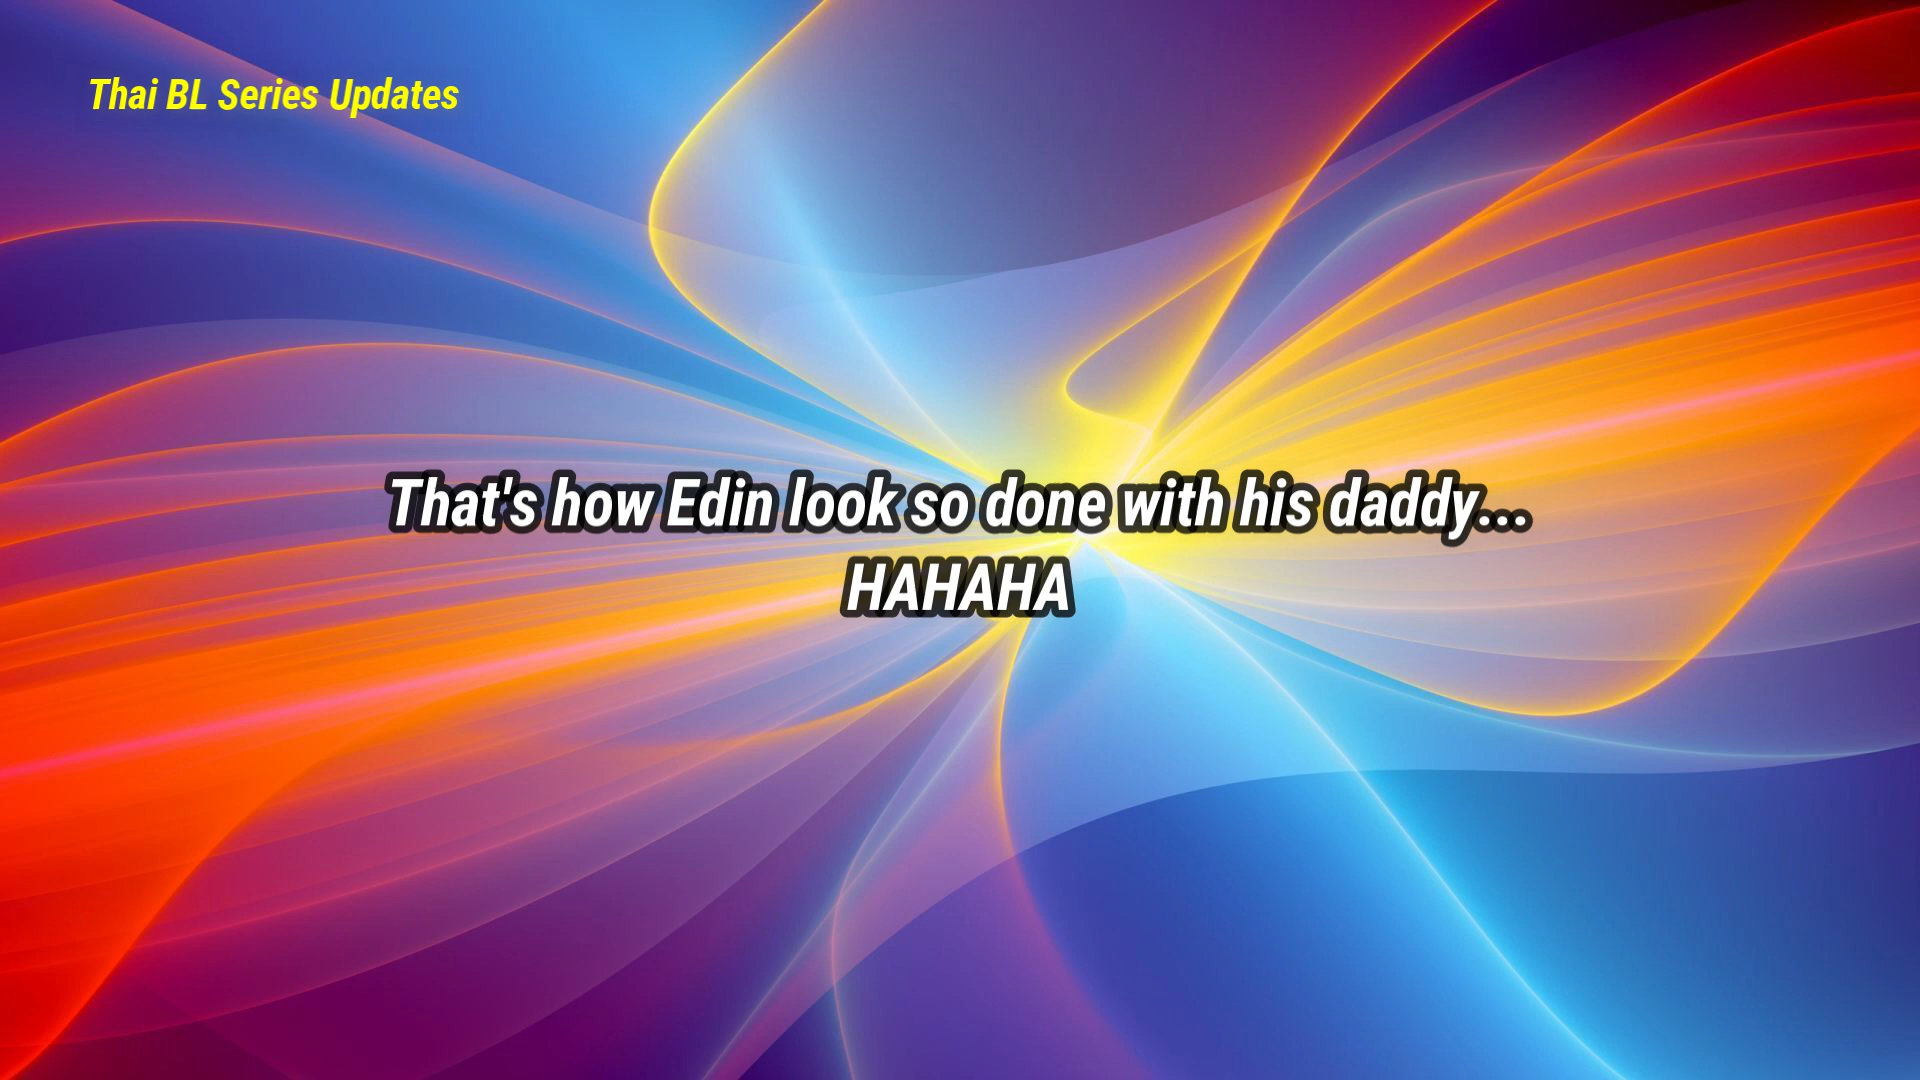 Thai BL Series Updates
That's how Edin look so done with his daddy...
HAHAHA